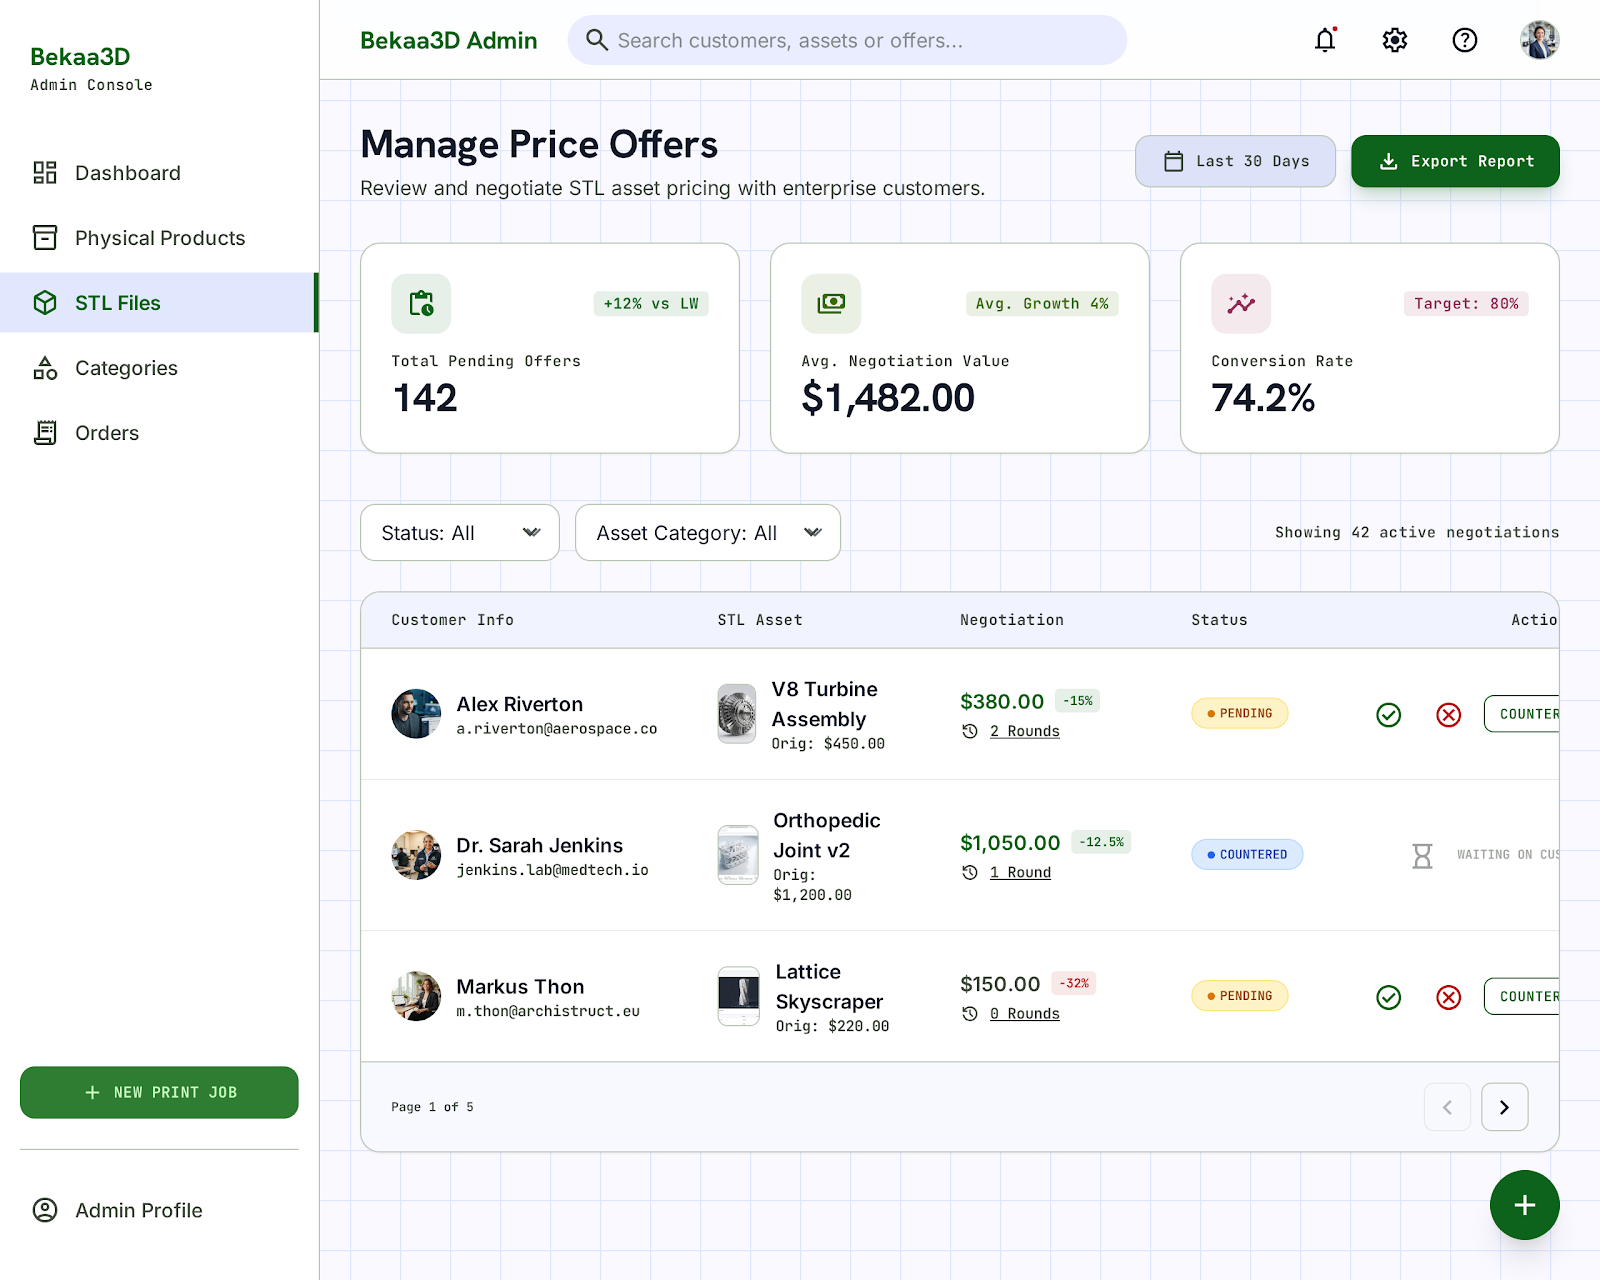 Bekaa3D
Admin Console
Dashboard
Physical Products
STL Files
Categories
Orders
NEW PRINT JOB
Admin Profile
Bekaa3D Admin
Search customers, assets or offers...
Manage Price Offers
Review and negotiate STL asset pricing with enterprise customers.
Last 30 Days
Export Report
+12% vs LW
Total Pending Offers
142
Avg. Growth 4%
Avg. Negotiation Value
$1,482.00
Target: 80%
Conversion Rate
74.2%
Status: All
Asset Category: All
Showing 42 active negotiations
Customer Info
STL Asset
Negotiation
Status
Actio
Alex Riverton
a.riverton@aerospace.co
V8 Turbine
Assembly
Orig: $450.00
$380.00 -15%
2 Rounds
PENDING
COUNTER
Dr. Sarah Jenkins
jenkins.lab@medtech.io
Orthopedic
Joint v2
Orig:
$1,200.00
$1,050.00 -12.5%
1 Round
COUNTERED
WAITING ON CUS
Markus Thon
m.thon@archistruct.eu
Lattice
Skyscraper
Orig: $220.00
$150.00 -32%
0 Rounds
PENDING
COUNTER
Page 1 of 5